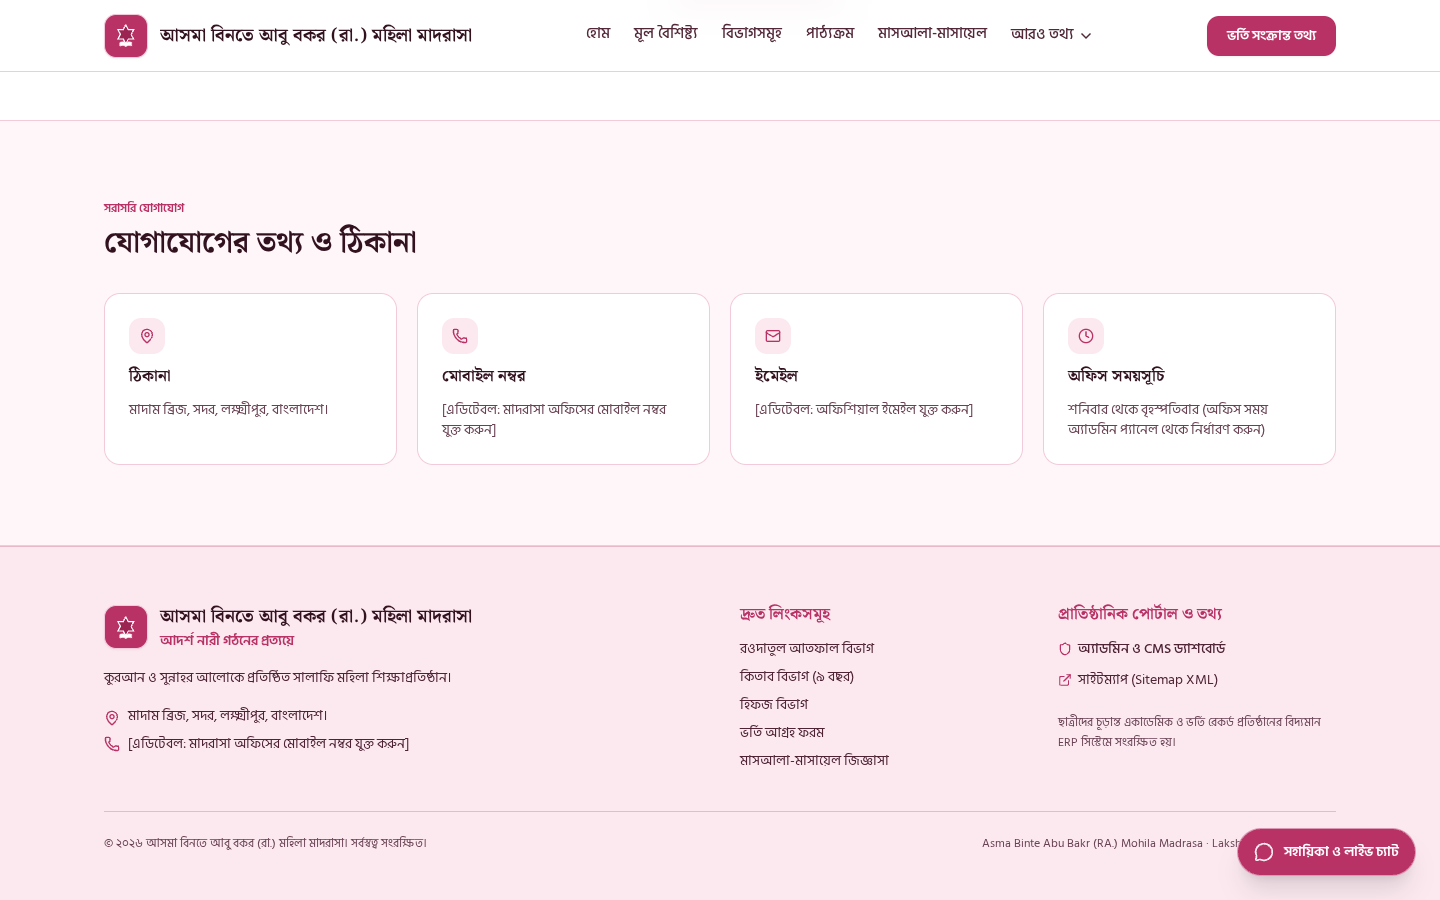 আসমা বিনতে আবু বকর (রা.) মহিলা মাদরাসা
হোম
মূল বৈশিষ্ট্য
বিভাগসমূহ
পাঠ্যক্রম
মাসআলা-মাসায়েল
আরও তথ্য
ভর্তি সংক্রান্ত তথ্য
সরাসরি যোগাযোগ
যোগাযোগের তথ্য ও ঠিকানা
ঠিকানা
মাদাম ব্রিজ, সদর, লক্ষ্মীপুর, বাংলাদেশ।
মোবাইল নম্বর
[এডিটেবল: মাদরাসা অফিসের মোবাইল নম্বর
যুক্ত করুন]
ইমেইল
[এডিটেবল: অফিশিয়াল ইমেইল যুক্ত করুন]
অফিস সময়সূচি
শনিবার থেকে বৃহস্পতিবার (অফিস সময়
অ্যাডমিন প্যানেল থেকে নির্ধারণ করুন)
আসমা বিনতে আবু বকর (রা.) মহিলা মাদরাসা
আদর্শ নারী গঠনের প্রত্যয়ে
কুরআন ও সুন্নাহর আলোকে প্রতিষ্ঠিত সালাফি মহিলা শিক্ষাপ্রতিষ্ঠান।
মাদাম ব্রিজ, সদর, লক্ষ্মীপুর, বাংলাদেশ।
[এডিটেবল: মাদরাসা অফিসের মোবাইল নম্বর যুক্ত করুন]
দ্রুত লিংকসমূহ
রওদাতুল আতফাল বিভাগ
কিতাব বিভাগ (৯ বছর)
হিফজ বিভাগ
ভর্তি আগ্রহ ফরম
মাসআলা-মাসায়েল জিজ্ঞাসা
প্রাতিষ্ঠানিক পোর্টাল ও তথ্য
অ্যাডমিন ও CMS ড্যাশবোর্ড
সাইটম্যাপ (Sitemap XML)
ছাত্রীদের চূড়ান্ত একাডেমিক ও ভর্তি রেকর্ড প্রতিষ্ঠানের বিদ্যমান
ERP সিস্টেমে সংরক্ষিত হয়।
© ২০২৬ আসমা বিনতে আবু বকর (রা.) মহিলা মাদরাসা। সর্বস্বত্ব সংরক্ষিত।
Asma Binte Abu Bakr (RA.) Mohila Madrasa ·
সহায়িকা ও লাইভ চ্যাট